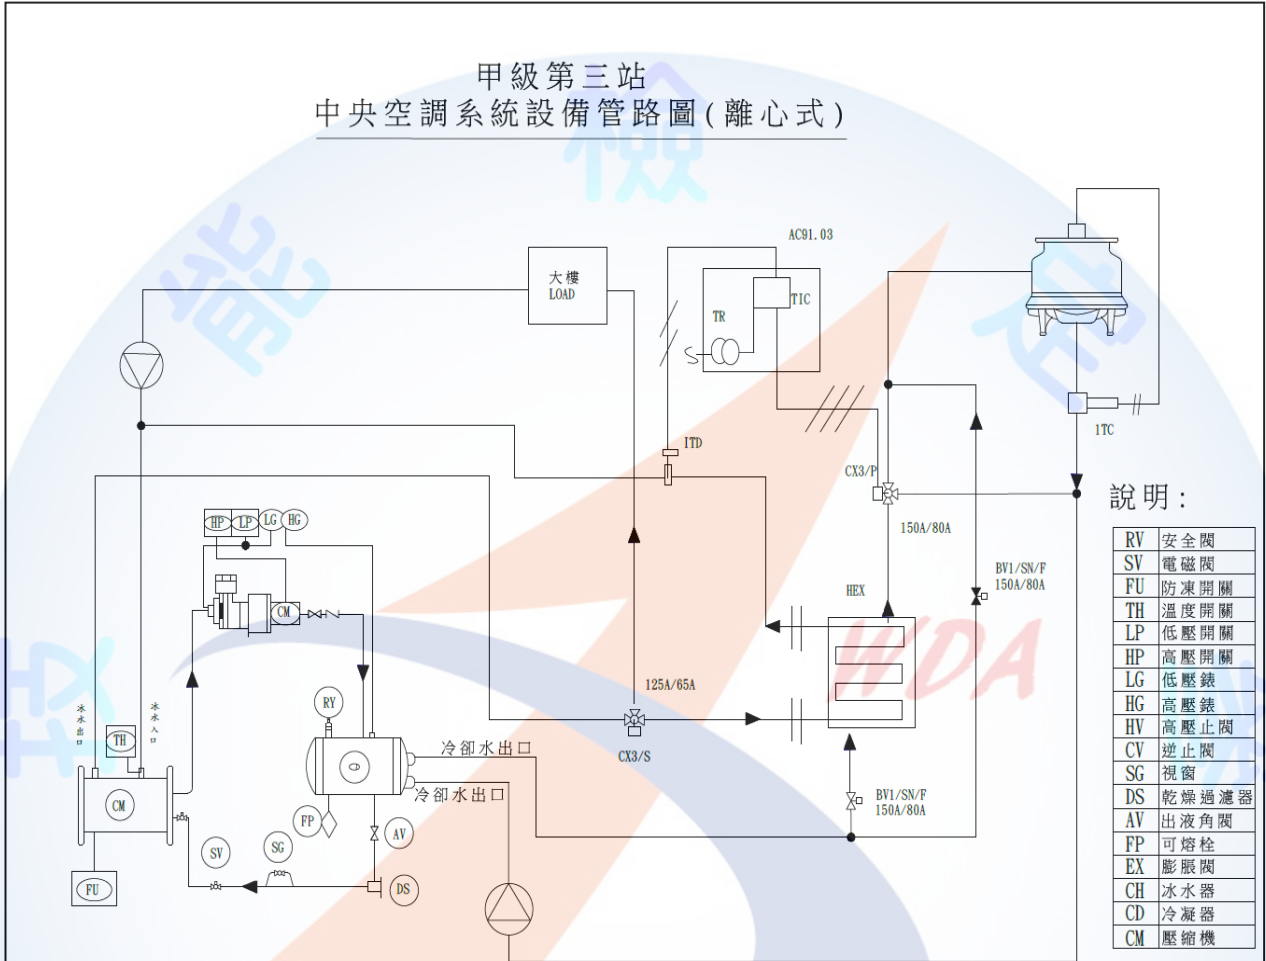 甲級第三站
中央空調系統設備管路圖(離心式)
AC91.03
大樓
LOAD
TIC
TR
1TC
ITD
CX3/P
150A/80A
說明:
HP
LP
LG
HG
BV1/SN/F
150A/80A
HEX
CM
WDA
125A/65A
RY
冰水出口
冰水入口
TH
CX3/S
冷卻水出口
冷卻水出口
CM
BV1/SN/F
150A/80A
FP
AV
SV
SG
FU
DS
RV 安全閥
SV 電磁閥
FU 防凍開關
TH 溫度開關
LP 低壓開關
HP 高壓開關
LG 低壓錶
HG 高壓錶
HV 高壓止閥
CV 逆止閥
SG 視窗
DS 乾燥過濾器
AV 出液角閥
FP 可熔栓
EX 膨脹閥
CH 冰水器
CD 冷凝器
CM 壓縮機
技能檢定